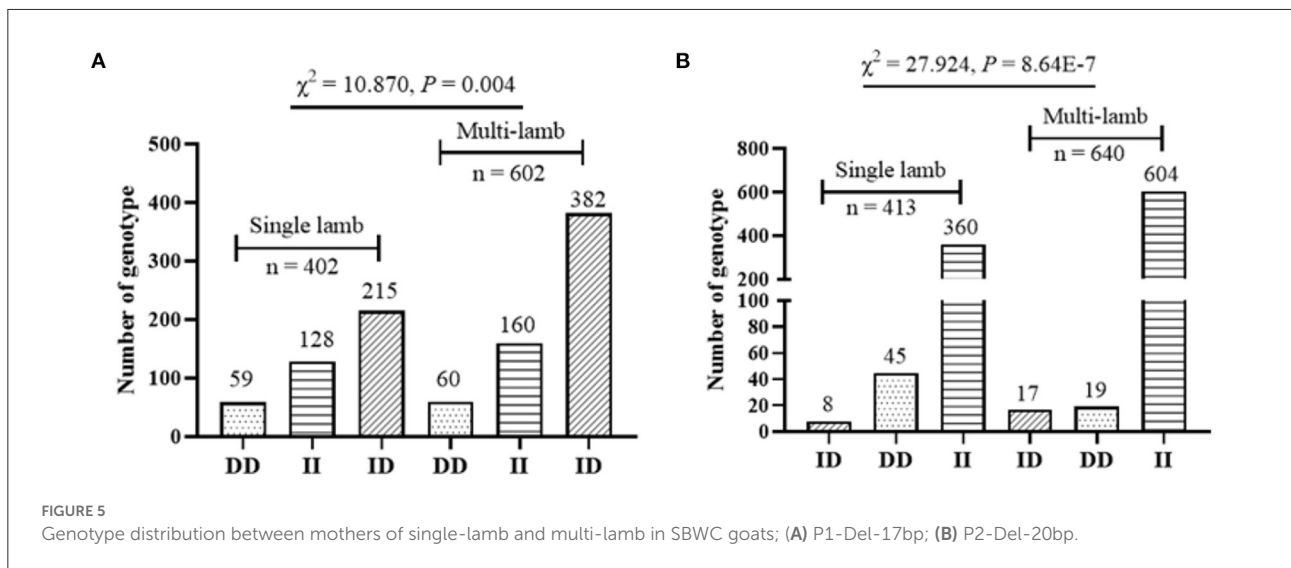 A
χ² = 10.870, P = 0.004
Multi-lamb
n = 602
Single lamb
n = 402
Number of genotype
500
400
300
200
100
0
59
128
215
60
160
382
DD II ID DD II ID
B
χ² = 27.924, P = 8.64E-7
Multi-lamb
n = 640
Single lamb
n = 413
Number of genotype
800
600
400
200
100
80
60
40
20
0
8
45
360
17
19
604
ID DD II ID DD II
FIGURE 5
Genotype distribution between mothers of single-lamb and multi-lamb in SBWC goats; (A) P1-Del-17bp; (B) P2-Del-20bp.